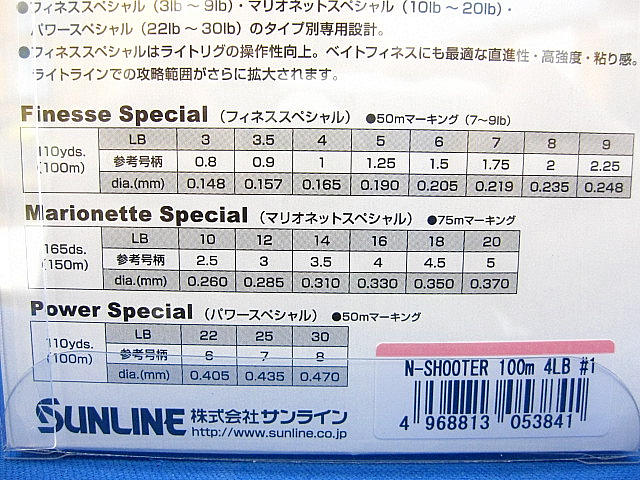 ●フィネススペシャル（3lb～9lb）・マリオネットスペシャル（10lb～20lb）・
パワースペシャル（22lb～30lb）のタイプ別専用設計。
●フィネススペシャルはライトリグの操作性向上。ベイトフィネスにも最適な直進性・高強度・粘り感。
ライトラインでの攻略範囲がさらに拡大されます。
Finesse Special（フィネススペシャル） ●50mマーキング（7～9lb）
110yds. (100m)
LB 3 3.5 4 5 6 7 8 9
参考号柄 0.8 0.9 1 1.25 1.5 1.75 2 2.25
dia.(mm) 0.148 0.157 0.165 0.190 0.205 0.219 0.235 0.248
Marionette Special（マリオネットスペシャル） ●75mマーキング
165yds. (150m)
LB 10 12 14 16 18 20
参考号柄 2.5 3 3.5 4 4.5 5
dia.(mm) 0.260 0.285 0.310 0.330 0.350 0.370
Power Special（パワースペシャル） ●50mマーキング
110yds. (100m)
LB 22 25 30
参考号柄 6 7 8
dia.(mm) 0.405 0.435 0.470
N-SHOOTER 100m 4LB #1
4 968813 053841
SUNLINE 株式会社サンライン
http://www.sunline.co.jp